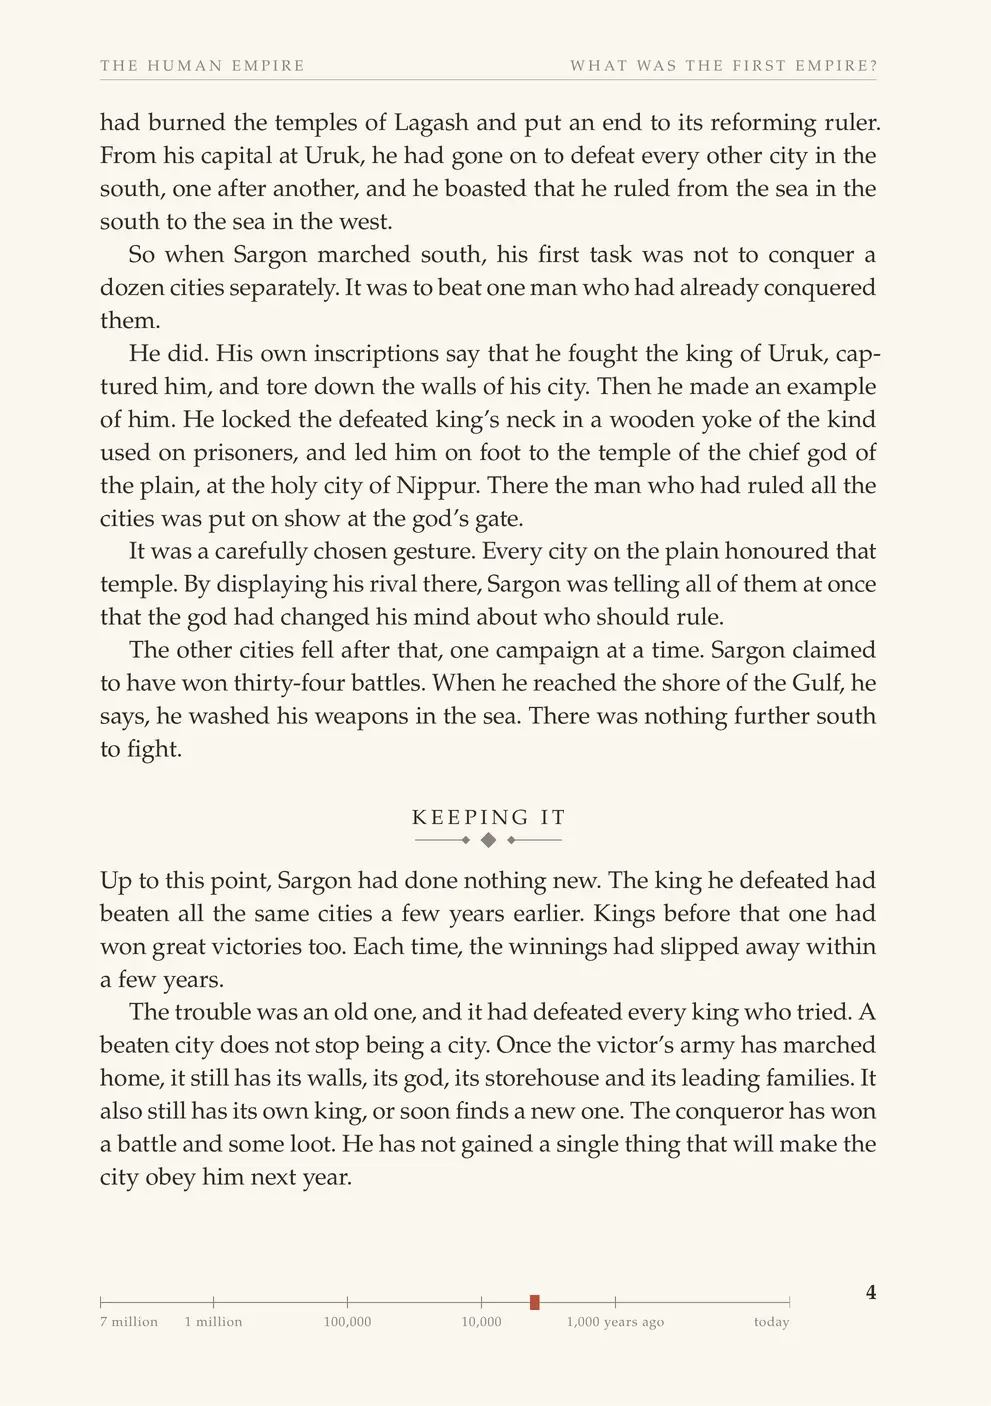 THE HUMAN EMPIRE
WHAT WAS THE FIRST EMPIRE?
had burned the temples of Lagash and put an end to its reforming ruler.
From his capital at Uruk, he had gone on to defeat every other city in the
south, one after another, and he boasted that he ruled from the sea in the
south to the sea in the west.
So when Sargon marched south, his first task was not to conquer a
dozen cities separately. It was to beat one man who had already conquered
them.
He did. His own inscriptions say that he fought the king of Uruk, cap-
tured him, and tore down the walls of his city. Then he made an example
of him. He locked the defeated king’s neck in a wooden yoke of the kind
used on prisoners, and led him on foot to the temple of the chief god of
the plain, at the holy city of Nippur. There the man who had ruled all the
cities was put on show at the god’s gate.
It was a carefully chosen gesture. Every city on the plain honoured that
temple. By displaying his rival there, Sargon was telling all of them at once
that the god had changed his mind about who should rule.
The other cities fell after that, one campaign at a time. Sargon claimed
to have won thirty-four battles. When he reached the shore of the Gulf, he
says, he washed his weapons in the sea. There was nothing further south
to fight.
KEEPING IT
Up to this point, Sargon had done nothing new. The king he defeated had
beaten all the same cities a few years earlier. Kings before that one had
won great victories too. Each time, the winnings had slipped away within
a few years.
The trouble was an old one, and it had defeated every king who tried. A
beaten city does not stop being a city. Once the victor’s army has marched
home, it still has its walls, its god, its storehouse and its leading families. It
also still has its own king, or soon finds a new one. The conqueror has won
a battle and some loot. He has not gained a single thing that will make the
city obey him next year.
4
7 million 1 million 100,000 10,000 1,000 years ago today